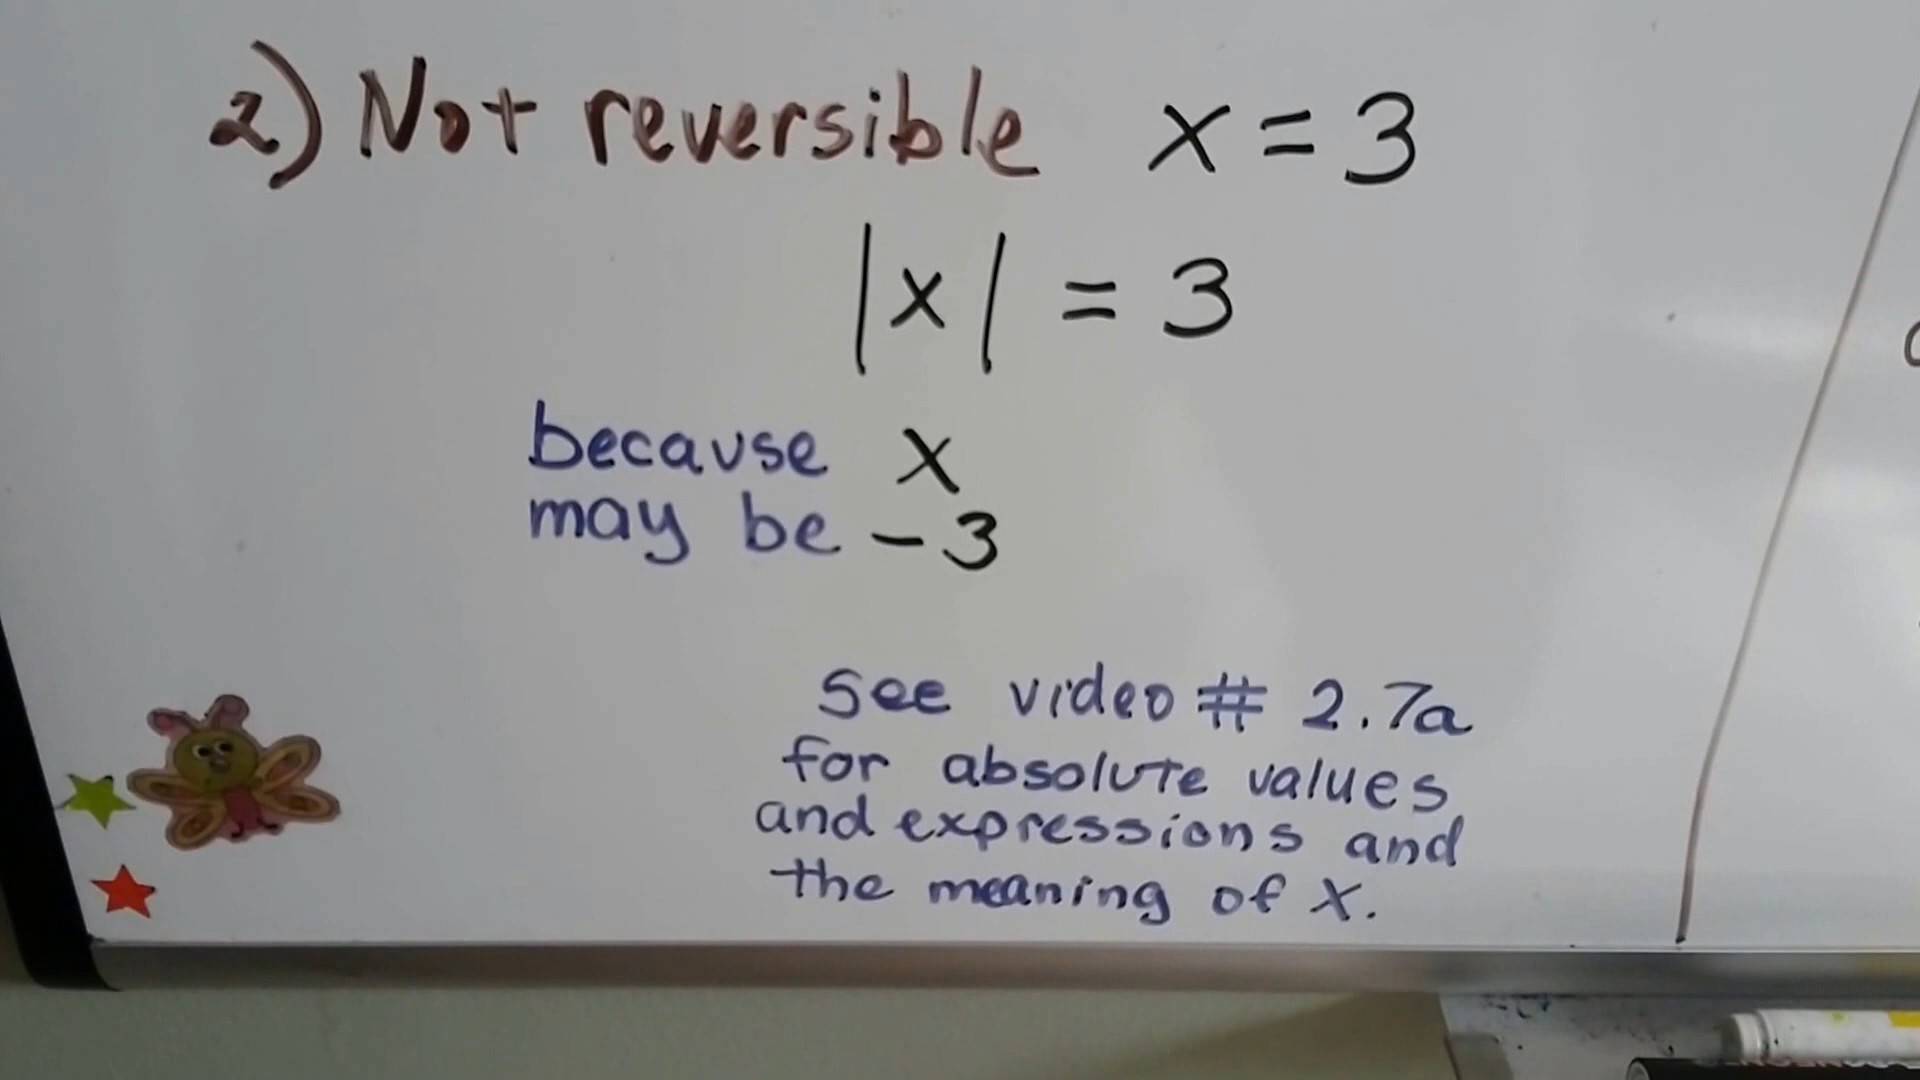 2) Not reversible x = 3
|x| = 3
because x
may be -3
See video # 2.7a
for absolute values
and expressions and
the meaning of x.